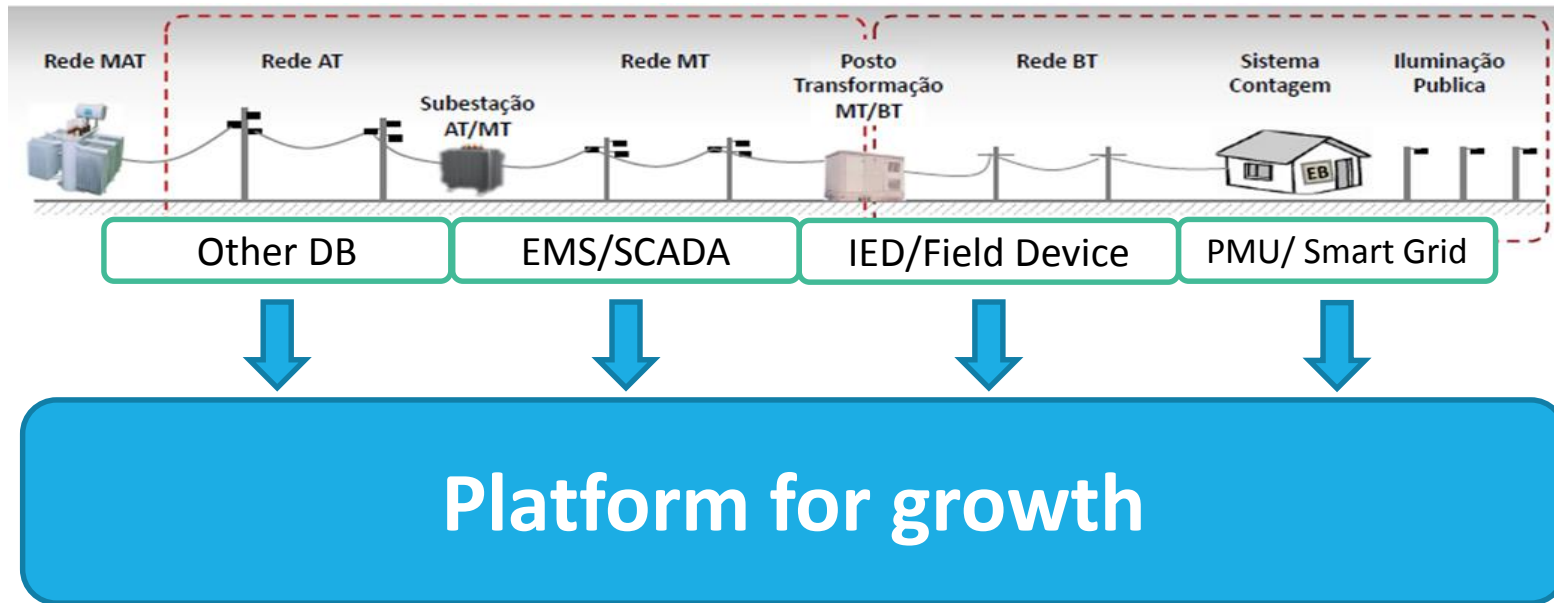 Rede MAT
Rede AT
Subestação
AT/MT
Rede MT
Posto
Transformação
MT/BT
Rede BT
Sistema
Contagem
Iluminação
Publica
EB
Other DB
EMS/SCADA
IED/Field Device
PMU/ Smart Grid
Platform for growth